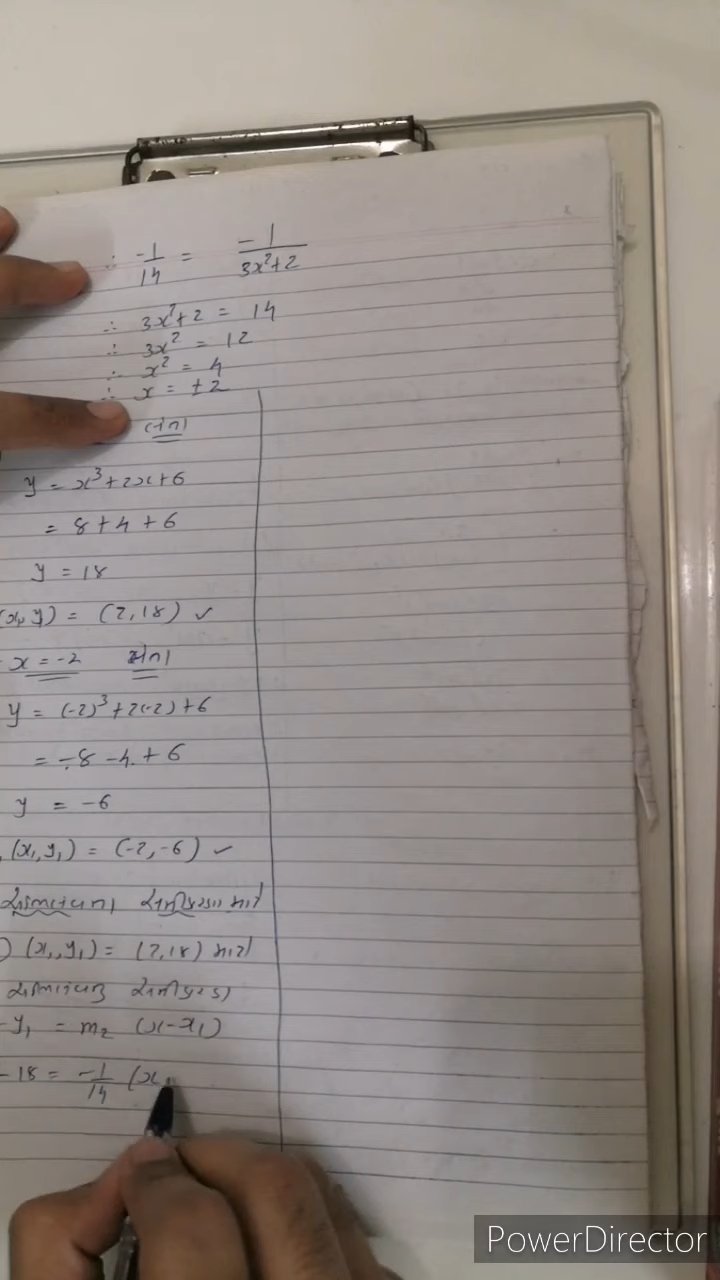 ∴ -1/14 = -1/(3x²+2)
∴ 3x²+2 = 14
∴ 3x² = 12
∴ x² = 4
∴ x = ±2
y = x³+2x+6
= 8+4+6
y = 18
(x₁,y₁) = (2,18) ✓
x = -2
y = (-2)³+2(-2)+6
= -8-4+6
y = -6
(x₁,y₁) = (-2,-6) ✓
(x₁,y₁) = (2,18) માટે
-y₁ = m₂ (x-x₁)
-18 = -1/14 (x
PowerDirector